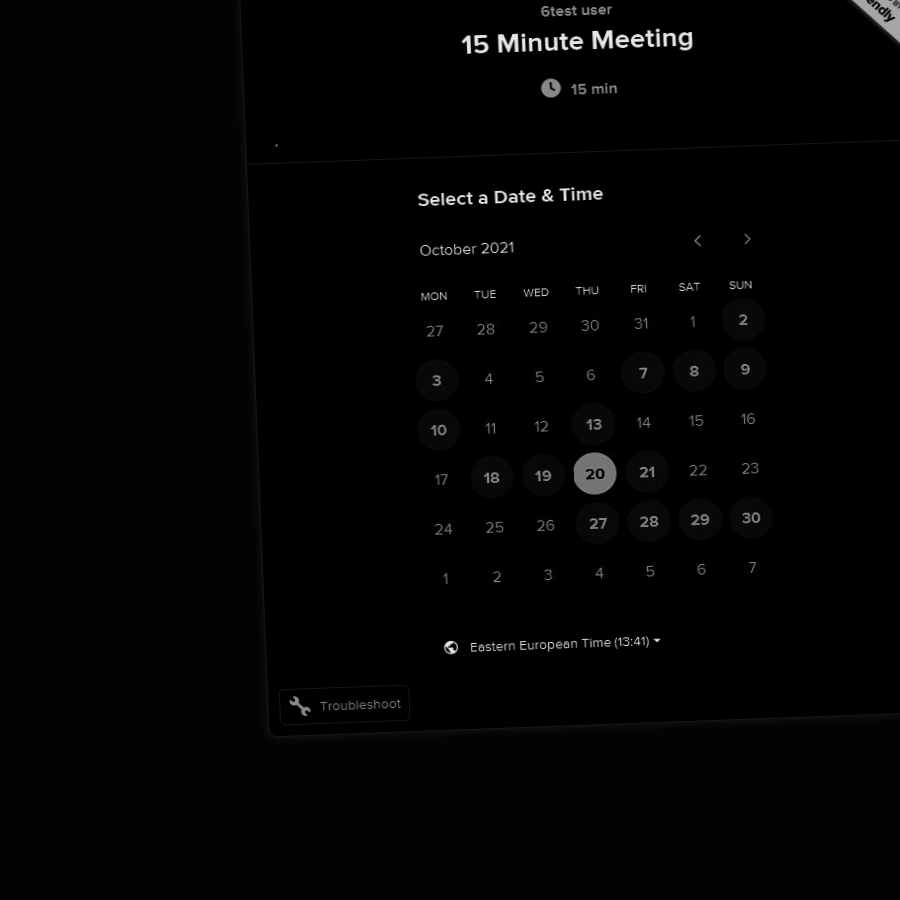 6test user
15 Minute Meeting
15 min
Select a Date & Time
October 2021
MON TUE WED THU FRI SAT SUN
27 28 29 30 31 1 2
3 4 5 6 7 8 9
10 11 12 13 14 15 16
17 18 19 20 21 22 23
24 25 26 27 28 29 30
1 2 3 4 5 6 7
Eastern European Time (13:41)
Troubleshoot